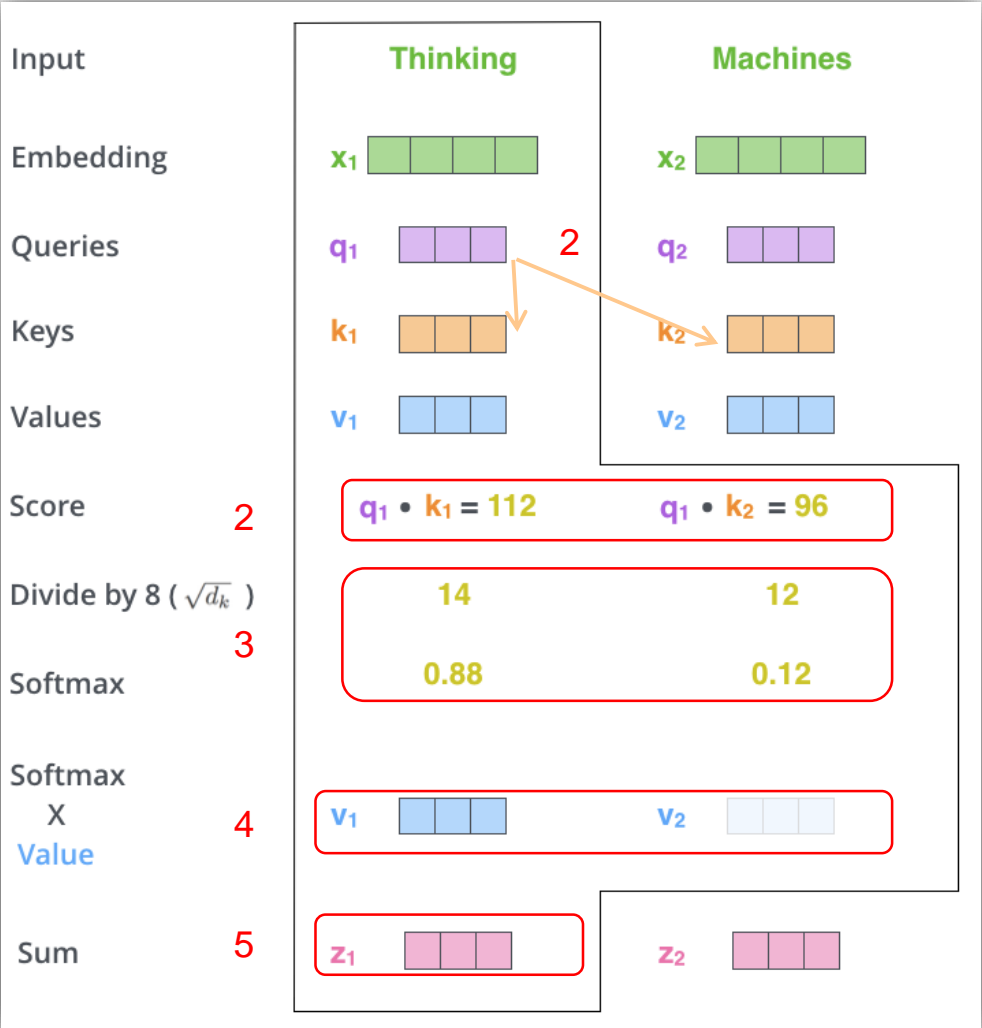 Input Thinking Machines
Embedding x₁ x₂
Queries q₁ 2 q₂
Keys k₁ k₂
Values v₁ v₂
Score 2 q₁ • k₁ = 112 q₁ • k₂ = 96
Divide by 8 ( √dₖ ) 14 12
3
Softmax 0.88 0.12
Softmax
X 4 v₁ v₂
Value
Sum 5 z₁ z₂